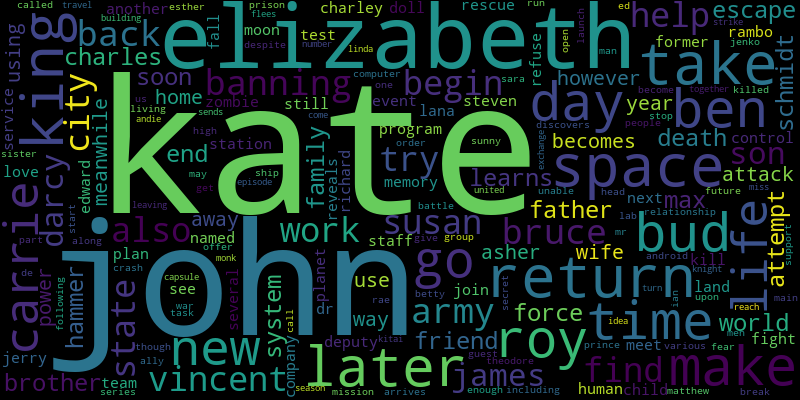 elizabeth
kate
john
king
take
help
back
charles
begin
banning
day
ben
escape
rambo
schmidt
city
space
son
death
year
becomes
however
carrie
darcy
also
work
susan
bruce
father
life
attempt
bud
return
go
roy
time
army
new
later
vincent
james
find
make
world
state
hammer
system
family
brother
friend
force
asher
wife
try
learns
end
home
soon
using
meanwhile
edward
love
sister
service
power
part
de
along
start
plan
jerry
team
series
another
esther
building
called
flees
prison
run
doll
charley
moon
test
number
despite
travel
us
living
andie
fall
rescue
linda
computer
one
sara
refuse
ed
open
former
launch
man
jenko
strike
become
together
killed
stop
people
control
max
attack
next
future
miss
relationship
head
lab
android
kill
land
meet
various
fear
men
upon
mr
knight
turn
ian
idea
prince
human
child
matthew
main
support
reach
fight
break
zombie
still
event
steven
lana
program
sunny
discovers
exchange
unable
station
high
sends
come
order
memory
ship
richard
reveals
may
get
episode
battle
united
staff
give
group
away
named
offer
monk
leaving
see
several
capsule
war
task
crash
though
ally
following
planet
dr
use
way
join
betty
rae
secret
deputy
kitai
guest
theodore
call
company
season
mission
arrives
enough
including